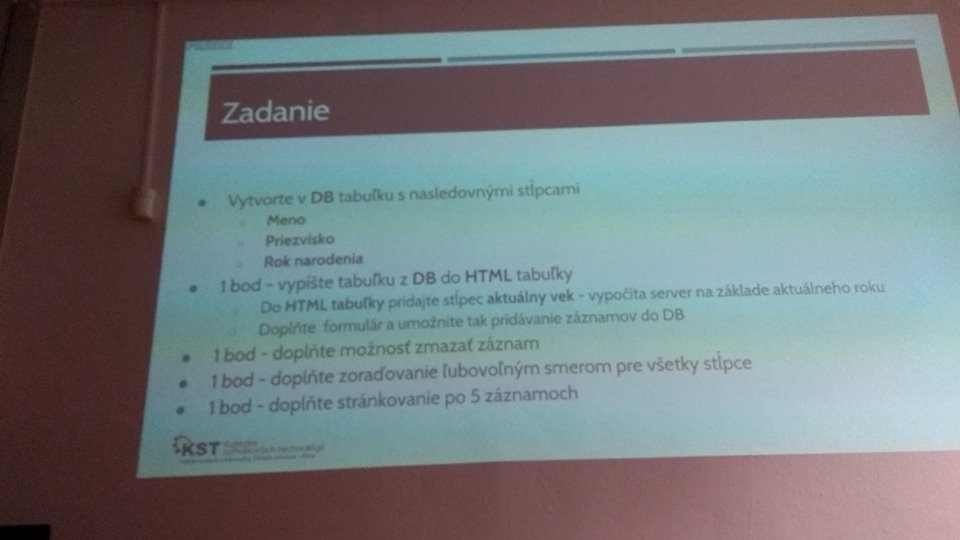 Zadanie
Vytvorte v DB tabuľku s nasledovnými stĺpcami
Meno
Priezvisko
Rok narodenia
1 bod - vypíšte tabuľku z DB do HTML tabuľky
Do HTML tabuľky pridajte stĺpec aktuálny vek - vypočíta server na základe aktuálneho roku
Doplňte formulár a umožnite tak pridávanie záznamov do DB
1 bod - doplňte možnosť zmazať záznam
1 bod - doplňte zoraďovanie ľubovoľným smerom pre všetky stĺpce
1 bod - doplňte stránkovanie po 5 záznamoch
KST Katedra
softvérových technológií